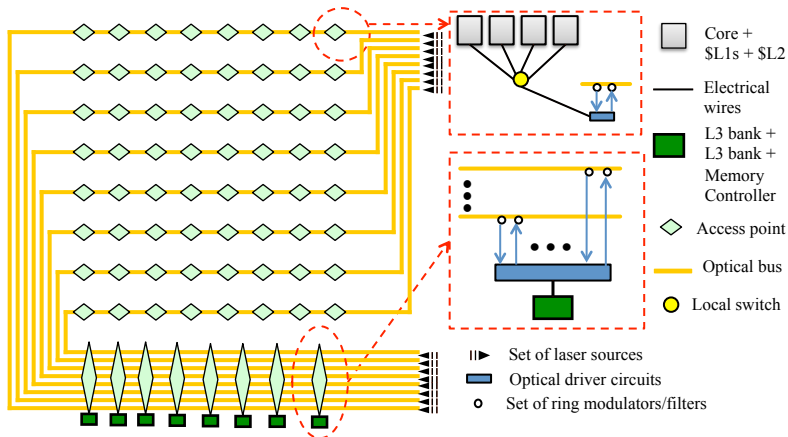 Core +
$L1s + $L2
Electrical
wires
L3 bank +
L3 bank +
Memory
Controller
Access point
Optical bus
Local switch
Set of laser sources
Optical driver circuits
Set of ring modulators/filters